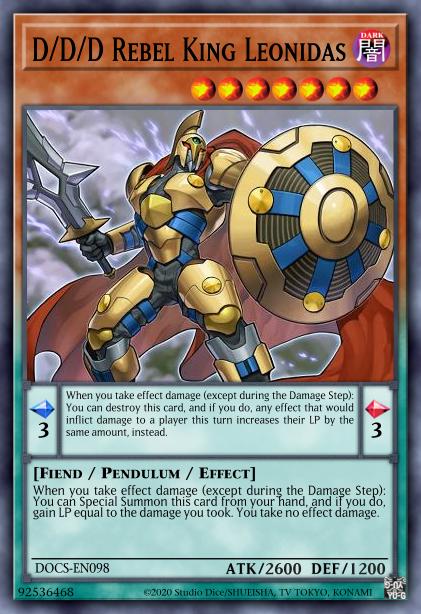 D/D/D REBEL KING LEONIDAS
DARK
闇
When you take effect damage (except during the Damage Step):
You can destroy this card, and if you do, any effect that would
inflict damage to a player this turn increases their LP by the
same amount, instead.
3
3
[FIEND / PENDULUM / EFFECT]
When you take effect damage (except during the Damage Step):
You can Special Summon this card from your hand, and if you do,
gain LP equal to the damage you took. You take no effect damage.
DOCS-EN098
ATK/2600 DEF/1200
92536468
©2020 Studio Dice/SHUEISHA, TV TOKYO, KONAMI